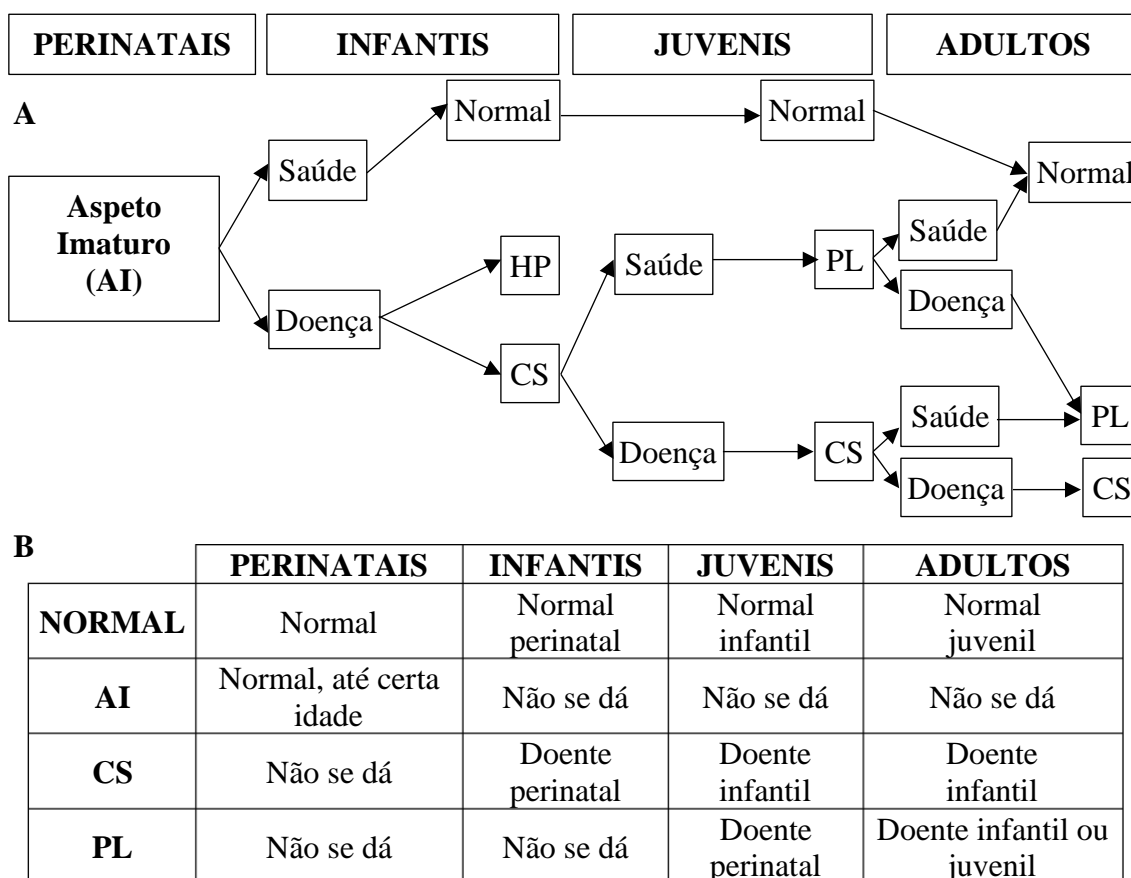 PERINATAIS INFANTIS JUVENIS ADULTOS
A
Normal Normal
Saúde Normal
Aspeto
Imaturo
(AI)
Saúde
HP Saúde PL
Doença Doença
CS
Saúde PL
Doença CS
Doença CS
B
PERINATAIS INFANTIS JUVENIS ADULTOS
NORMAL Normal Normal perinatal Normal infantil Normal juvenil
AI Normal, até certa idade Não se dá Não se dá Não se dá
CS Não se dá Doente perinatal Doente infantil Doente infantil
PL Não se dá Não se dá Doente perinatal Doente infantil ou juvenil